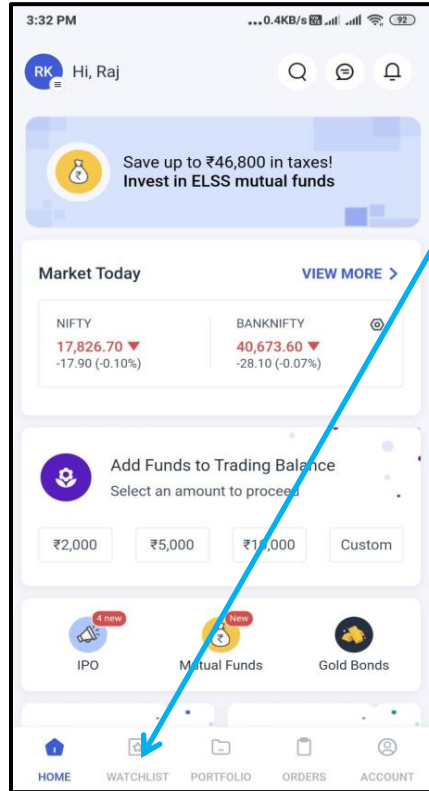 3:32 PM
...0.4KB/s 92
RK Hi, Raj
Save up to ₹46,800 in taxes!
Invest in ELSS mutual funds
Market Today VIEW MORE >
NIFTY BANKNIFTY
17,826.70 ▼ 40,673.60 ▼
-17.90 (-0.10%) -28.10 (-0.07%)
Add Funds to Trading Balance
Select an amount to proceed
₹2,000 ₹5,000 ₹10,000 Custom
4 new New
IPO Mutual Funds Gold Bonds
HOME WATCHLIST PORTFOLIO ORDERS ACCOUNT